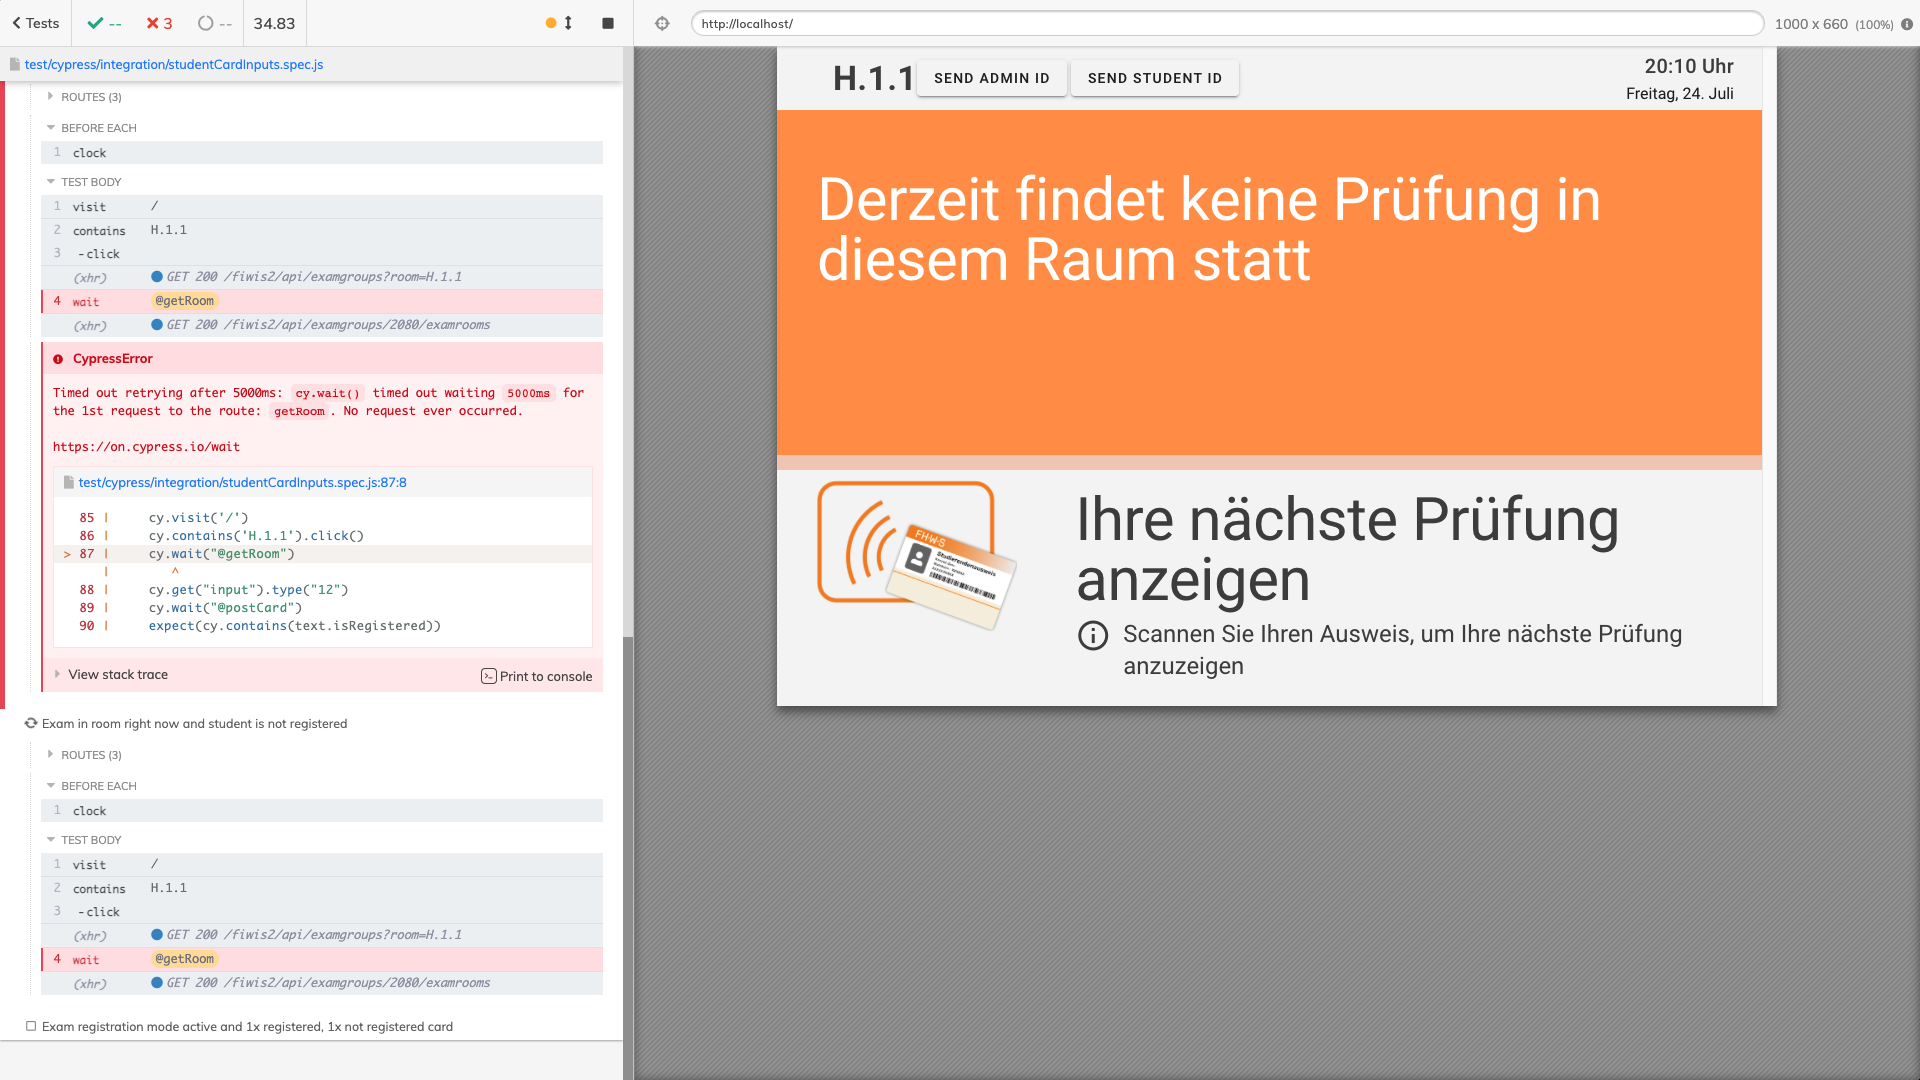 Tests
--
3
--
34.83
http://localhost/
1000 x 660 (100%)
test/cypress/integration/studentCardInputs.spec.js
ROUTES (3)
BEFORE EACH
1 clock
TEST BODY
1 visit /
2 contains H.1.1
3 -click
(xhr) GET 200 /fiwis2/api/examgroups?room=H.1.1
4 wait @getRoom
(xhr) GET 200 /fiwis2/api/examgroups/2080/examrooms
CypressError
Timed out retrying after 5000ms: cy.wait() timed out waiting 5000ms for
the 1st request to the route: getRoom. No request ever occurred.
https://on.cypress.io/wait
test/cypress/integration/studentCardInputs.spec.js:87:8
85 | cy.visit('/')
86 | cy.contains('H.1.1').click()
> 87 | cy.wait("@getRoom")
| ^
88 | cy.get("input").type("12")
89 | cy.wait("@postCard")
90 | expect(cy.contains(text.isRegistered))
View stack trace
Print to console
Exam in room right now and student is not registered
ROUTES (3)
BEFORE EACH
1 clock
TEST BODY
1 visit /
2 contains H.1.1
3 -click
(xhr) GET 200 /fiwis2/api/examgroups?room=H.1.1
4 wait @getRoom
(xhr) GET 200 /fiwis2/api/examgroups/2080/examrooms
Exam registration mode active and 1x registered, 1x not registered card
H.1.1
SEND ADMIN ID
SEND STUDENT ID
20:10 Uhr
Freitag, 24. Juli
Derzeit findet keine Prüfung in
diesem Raum statt
FH-W-S
Studierendenausweis
Ihre nächste Prüfung
anzeigen
Scannen Sie Ihren Ausweis, um Ihre nächste Prüfung
anzuzeigen